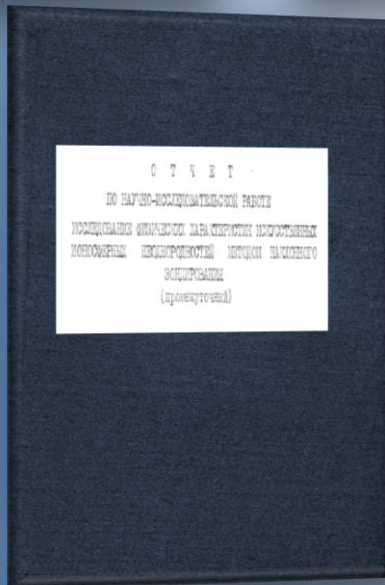 О Т Ч Е Т
ПО НАУЧНО-ИССЛЕДОВАТЕЛЬСКОЙ РАБОТЕ
ИССЛЕДОВАНИЕ ФИЗИЧЕСКИХ ХАРАКТЕРИСТИК ИСКУССТВЕННЫХ
ИОНОСФЕРНЫХ НЕОДНОРОДНОСТЕЙ МЕТОДОМ НАКЛОННОГО
ЗОНДИРОВАНИЯ
(промежуточный)